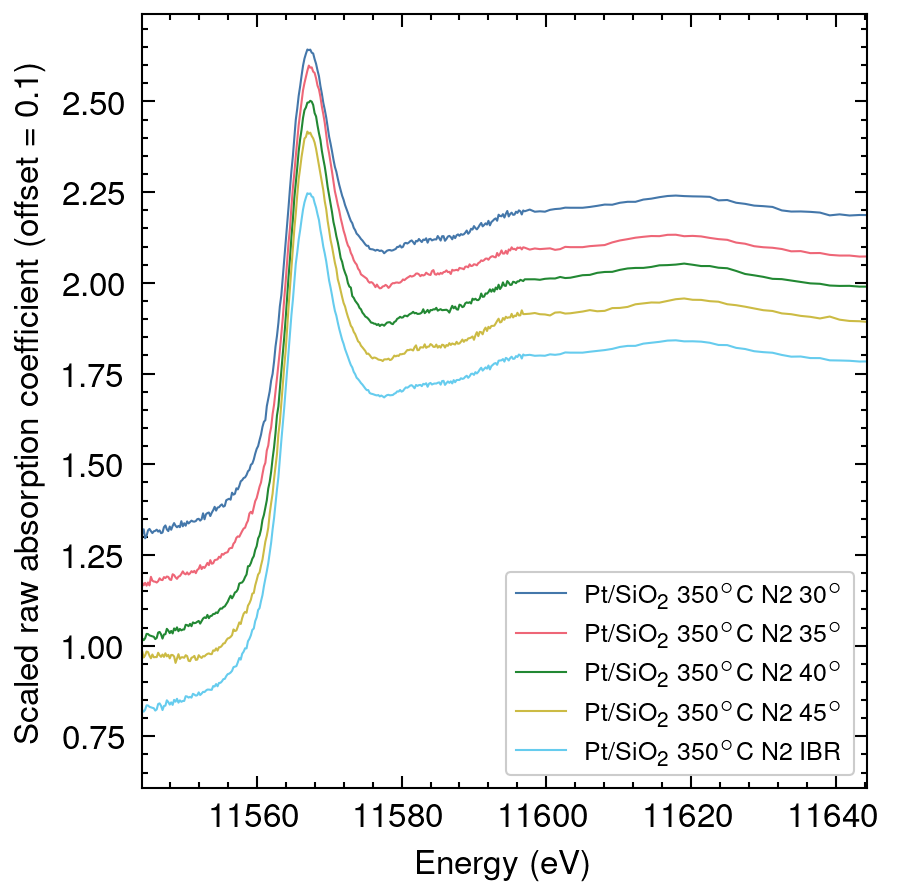 Scaled raw absorption coefficient (offset = 0.1)
2.50
2.25
2.00
1.75
1.50
1.25
1.00
0.75
Pt/SiO₂ 350°C N2 30°
Pt/SiO₂ 350°C N2 35°
Pt/SiO₂ 350°C N2 40°
Pt/SiO₂ 350°C N2 45°
Pt/SiO₂ 350°C N2 IBR
11560 11580 11600 11620 11640
Energy (eV)